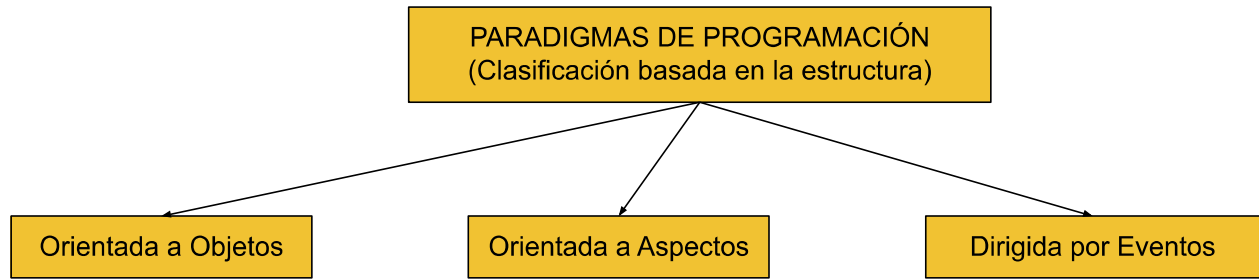 PARADIGMAS DE PROGRAMACIÓN
(Clasificación basada en la estructura)
Orientada a Objetos
Orientada a Aspectos
Dirigida por Eventos